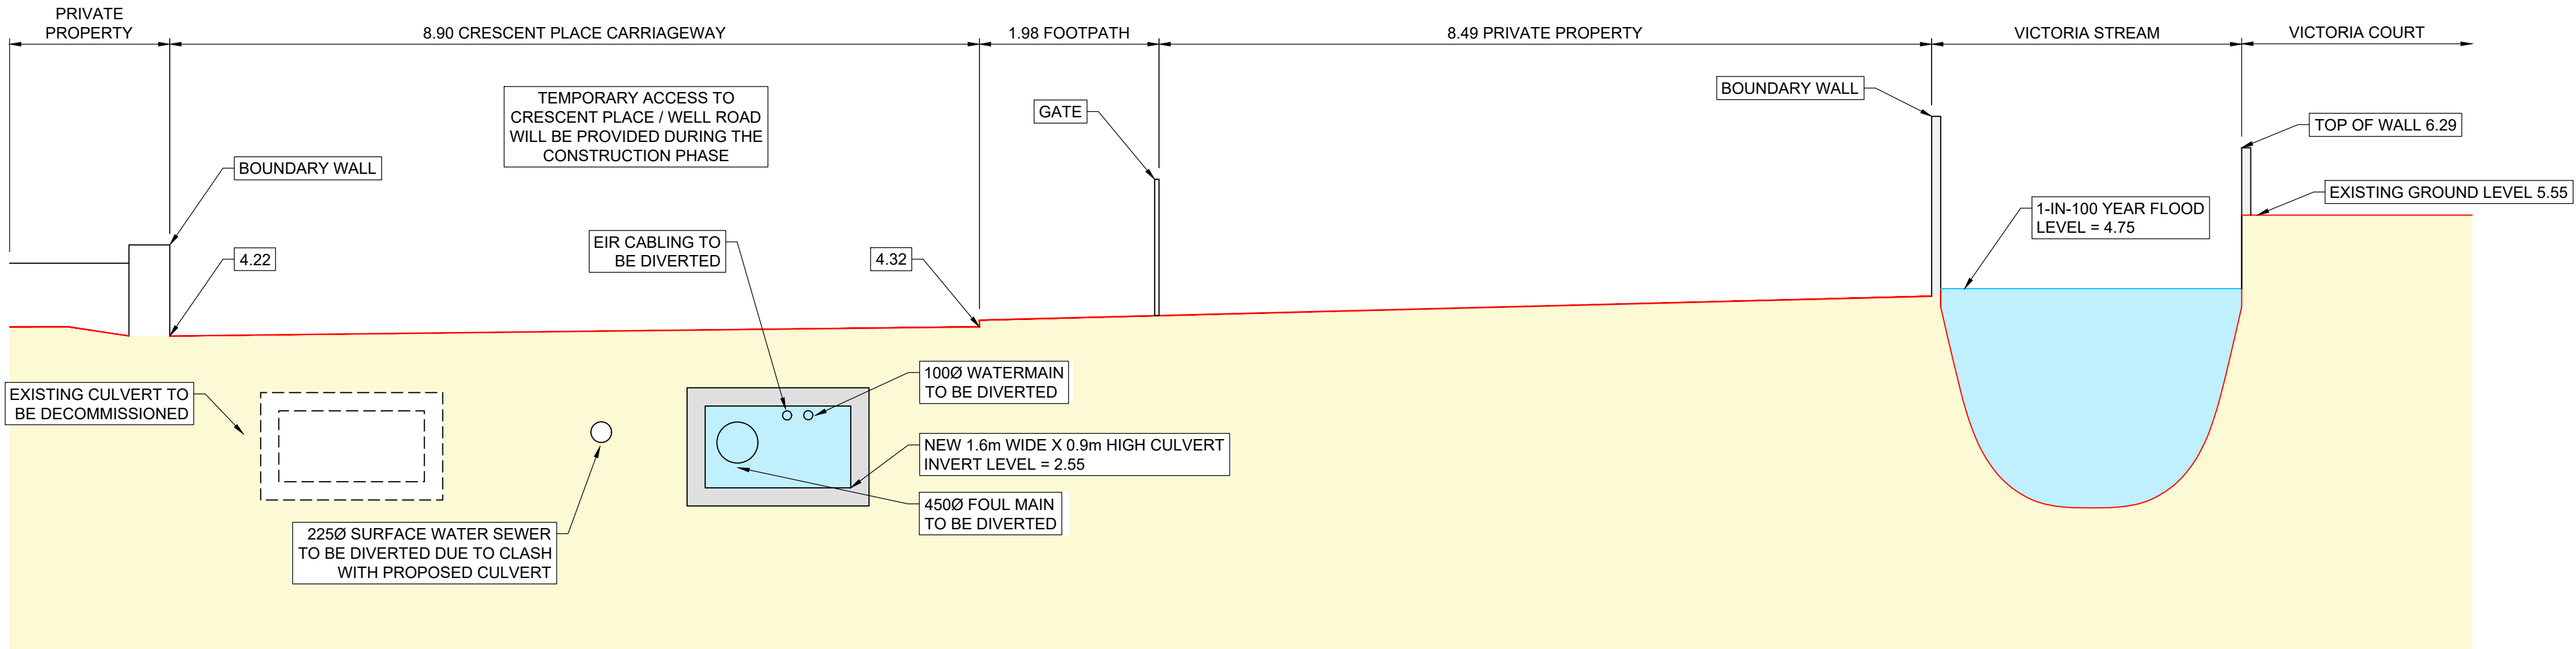 PRIVATE
PROPERTY
8.90 CRESCENT PLACE CARRIAGEWAY
1.98 FOOTPATH
8.49 PRIVATE PROPERTY
VICTORIA STREAM
VICTORIA COURT
TEMPORARY ACCESS TO
CRESCENT PLACE / WELL ROAD
WILL BE PROVIDED DURING THE
CONSTRUCTION PHASE
GATE
BOUNDARY WALL
TOP OF WALL 6.29
BOUNDARY WALL
EXISTING GROUND LEVEL 5.55
1-IN-100 YEAR FLOOD
LEVEL = 4.75
EIR CABLING TO
BE DIVERTED
4.22
4.32
100Ø WATERMAIN
TO BE DIVERTED
EXISTING CULVERT TO
BE DECOMMISSIONED
NEW 1.6m WIDE X 0.9m HIGH CULVERT
INVERT LEVEL = 2.55
450Ø FOUL MAIN
TO BE DIVERTED
225Ø SURFACE WATER SEWER
TO BE DIVERTED DUE TO CLASH
WITH PROPOSED CULVERT